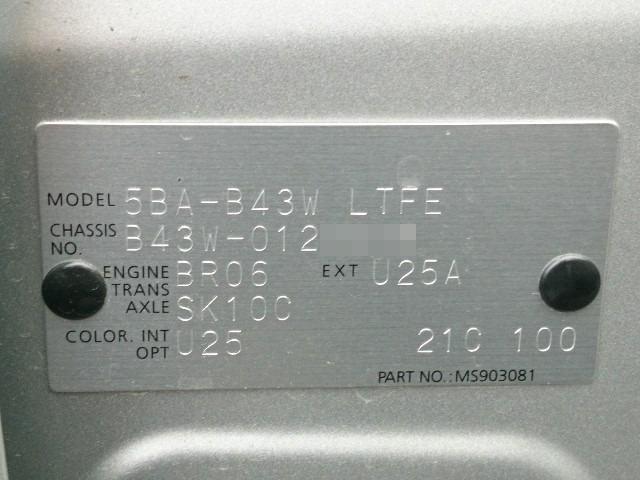 MODEL 5BA-B43W LTFE
CHASSIS NO. B43W-012
ENGINE BR06 EXT U25A
TRANS AXLE SK10C
COLOR. INT U25 21C 100
OPT
PART NO.:MS903081